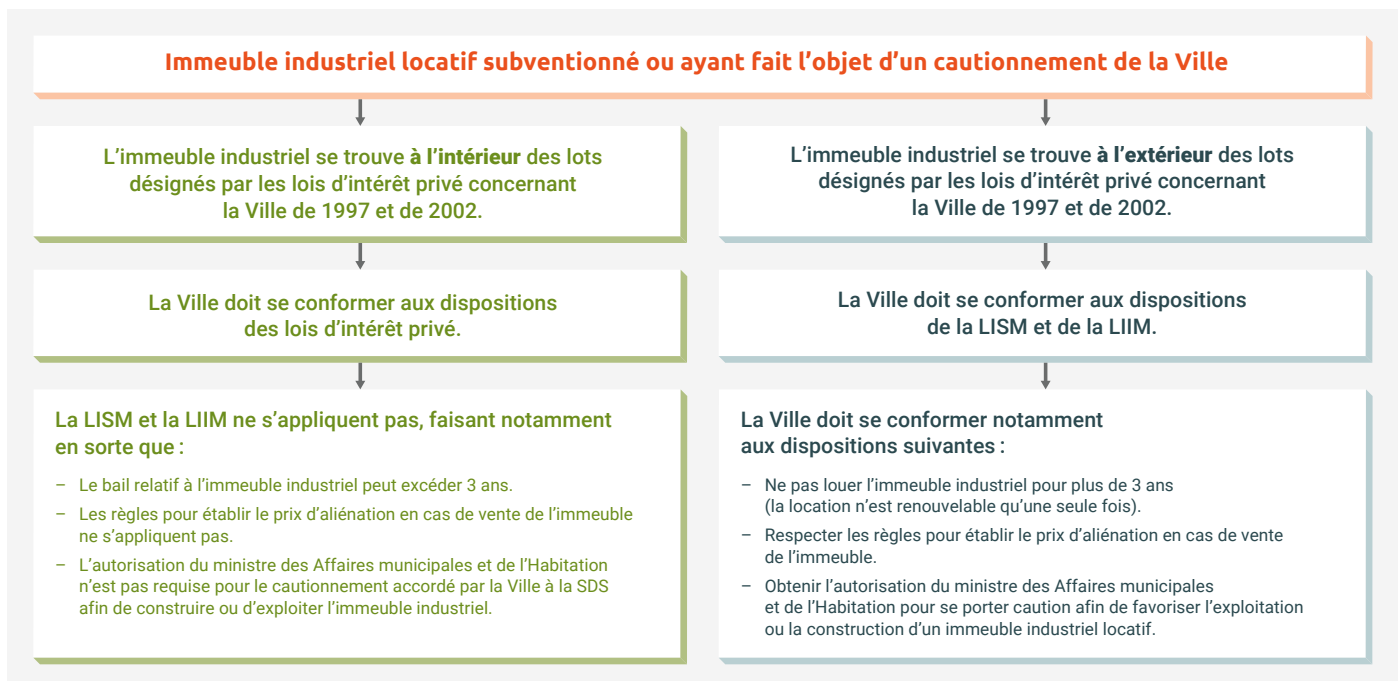 Immeuble industriel locatif subventionné ou ayant fait l’objet d’un cautionnement de la Ville
L’immeuble industriel se trouve à l’intérieur des lots
désignés par les lois d’intérêt privé concernant
la Ville de 1997 et de 2002.
La Ville doit se conformer aux dispositions
des lois d’intérêt privé.
La LISM et la LIIM ne s’appliquent pas, faisant notamment
en sorte que :
– Le bail relatif à l’immeuble industriel peut excéder 3 ans.
– Les règles pour établir le prix d’aliénation en cas de vente de l’immeuble
ne s’appliquent pas.
– L’autorisation du ministre des Affaires municipales et de l’Habitation
n’est pas requise pour le cautionnement accordé par la Ville à la SDS
afin de construire ou d’exploiter l’immeuble industriel.
L’immeuble industriel se trouve à l’extérieur des lots
désignés par les lois d’intérêt privé concernant
la Ville de 1997 et de 2002.
La Ville doit se conformer aux dispositions
de la LISM et de la LIIM.
La Ville doit se conformer notamment
aux dispositions suivantes :
– Ne pas louer l’immeuble industriel pour plus de 3 ans
(la location n’est renouvelable qu’une seule fois).
– Respecter les règles pour établir le prix d’aliénation en cas de vente
de l’immeuble.
– Obtenir l’autorisation du ministre des Affaires municipales
et de l’Habitation pour se porter caution afin de favoriser l’exploitation
ou la construction d’un immeuble industriel locatif.